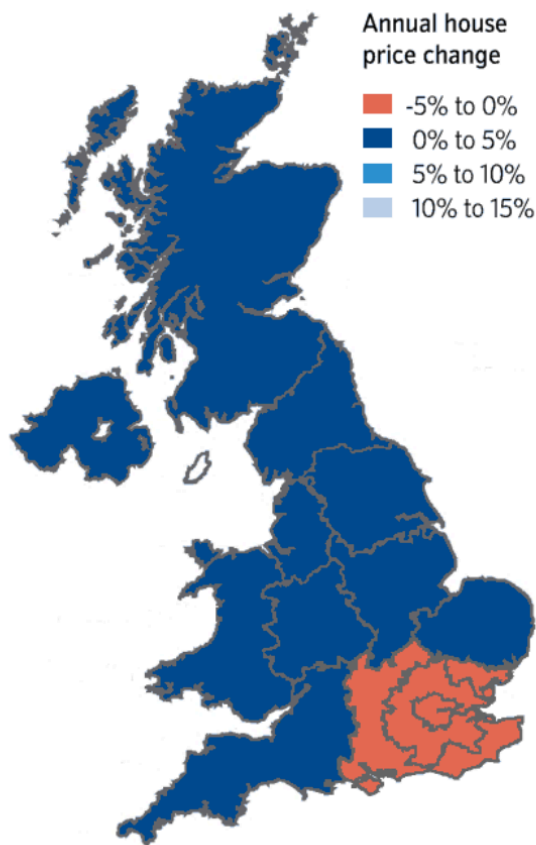 Annual house
price change
-5% to 0%
0% to 5%
5% to 10%
10% to 15%